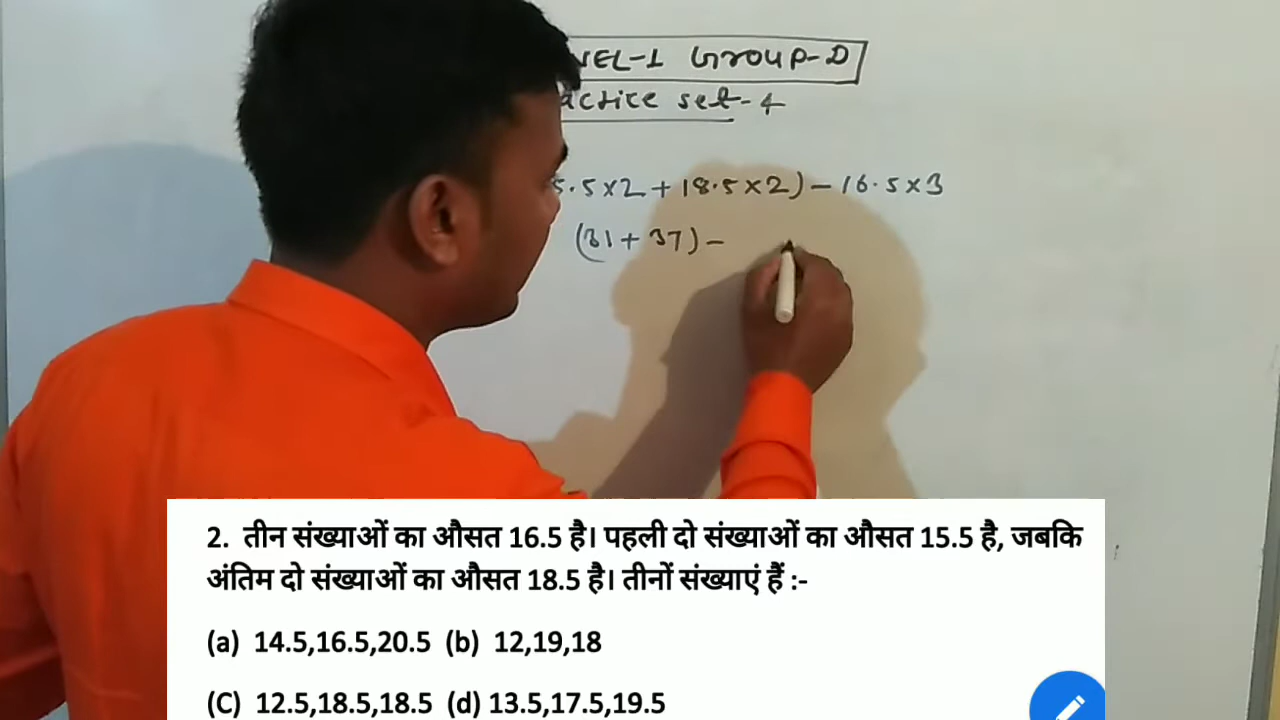 VEL-1 Group-D
actice set-4
5.5×2 + 18.5×2) - 16.5×3
(31 + 37) -
2. तीन संख्याओं का औसत 16.5 है। पहली दो संख्याओं का औसत 15.5 है, जबकि
अंतिम दो संख्याओं का औसत 18.5 है। तीनों संख्याएं हैं :-
(a) 14.5,16.5,20.5 (b) 12,19,18
(C) 12.5,18.5,18.5 (d) 13.5,17.5,19.5